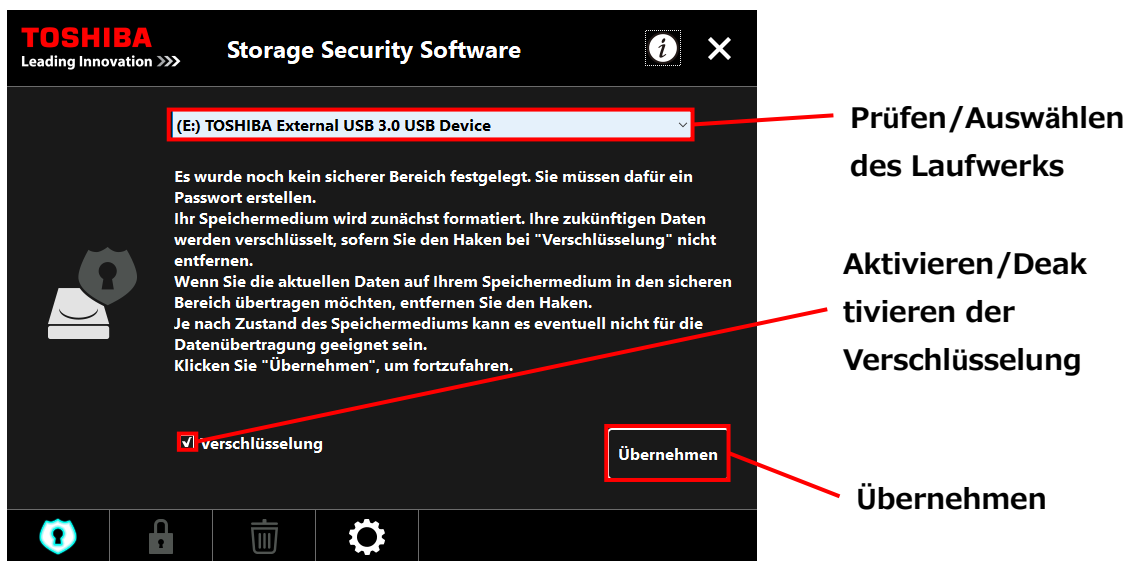 TOSHIBA
Leading Innovation >>>
Storage Security Software
i
(E:) TOSHIBA External USB 3.0 USB Device
Es wurde noch kein sicherer Bereich festgelegt. Sie müssen dafür ein
Passwort erstellen.
Ihr Speichermedium wird zunächst formatiert. Ihre zukünftigen Daten
werden verschlüsselt, sofern Sie den Haken bei "Verschlüsselung" nicht
entfernen.
Wenn Sie die aktuellen Daten auf Ihrem Speichermedium in den sicheren
Bereich übertragen möchten, entfernen Sie den Haken.
Je nach Zustand des Speichermediums kann es eventuell nicht für die
Datenübertragung geeignet sein.
Klicken Sie "Übernehmen", um fortzufahren.
Verschlüsselung
Übernehmen
Prüfen/Auswählen
des Laufwerks
Aktivieren/Deak
tivieren der
Verschlüsselung
Übernehmen